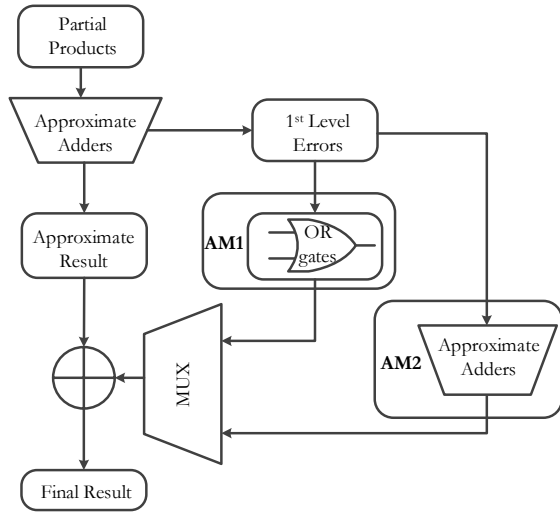 Partial
Products
Approximate
Adders
1st Level
Errors
Approximate
Result
AM1
OR
gates
MUX
AM2
Approximate
Adders
Final Result